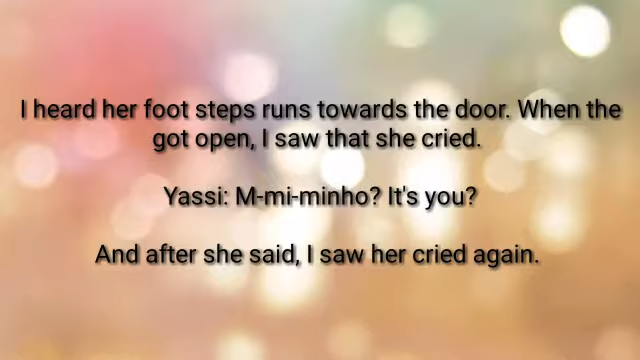 I heard her foot steps runs towards the door. When the
got open, I saw that she cried.
Yassi: M-mi-minho? It's you?
And after she said, I saw her cried again.